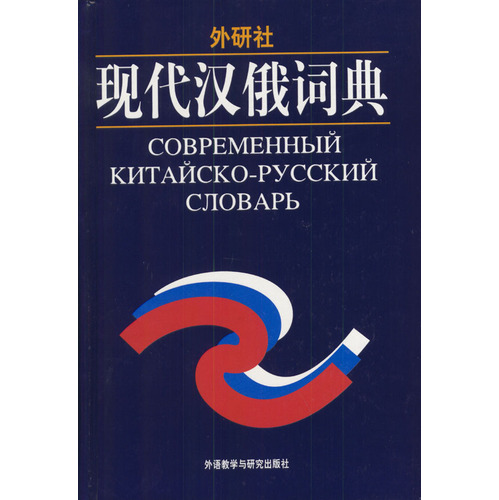 外研社
现代汉俄词典
СОВРЕМЕННЫЙ
КИТАЙСКО-РУССКИЙ
СЛОВАРЬ
外语教学与研究出版社